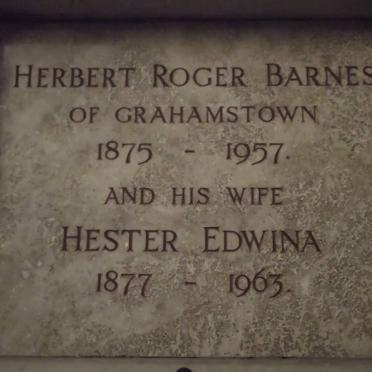 HERBERT ROGER BARNES
OF GRAHAMSTOWN
1875 - 1957.
AND HIS WIFE
HESTER EDWINA
1877 - 1963.